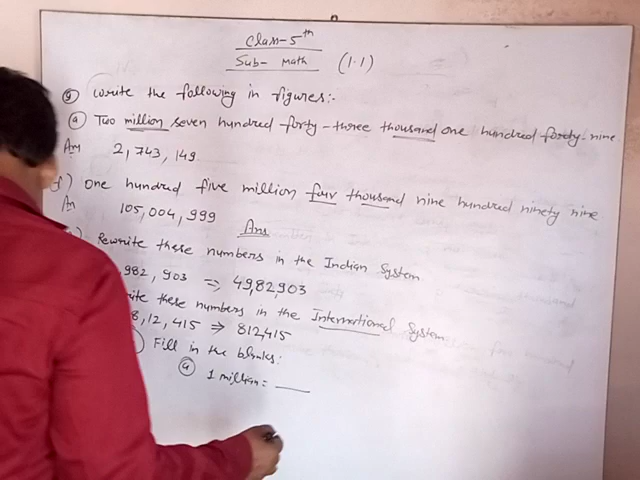 Class-5th
Sub- Math (1.1)
g) Write the following in figures:-
a) Two million seven hundred forty-three thousand one hundred fourty-nine
Ans 2,743,149
f) One hundred five million four thousand nine hundred ninety nine
An 105,004,999
Ans
) Rewrite these numbers in the Indian System
,982,903 => 49,82,903
ite these numbers in the International System
8,12,415 => 812,415
) Fill in the blanks:
a) 1 million = ___